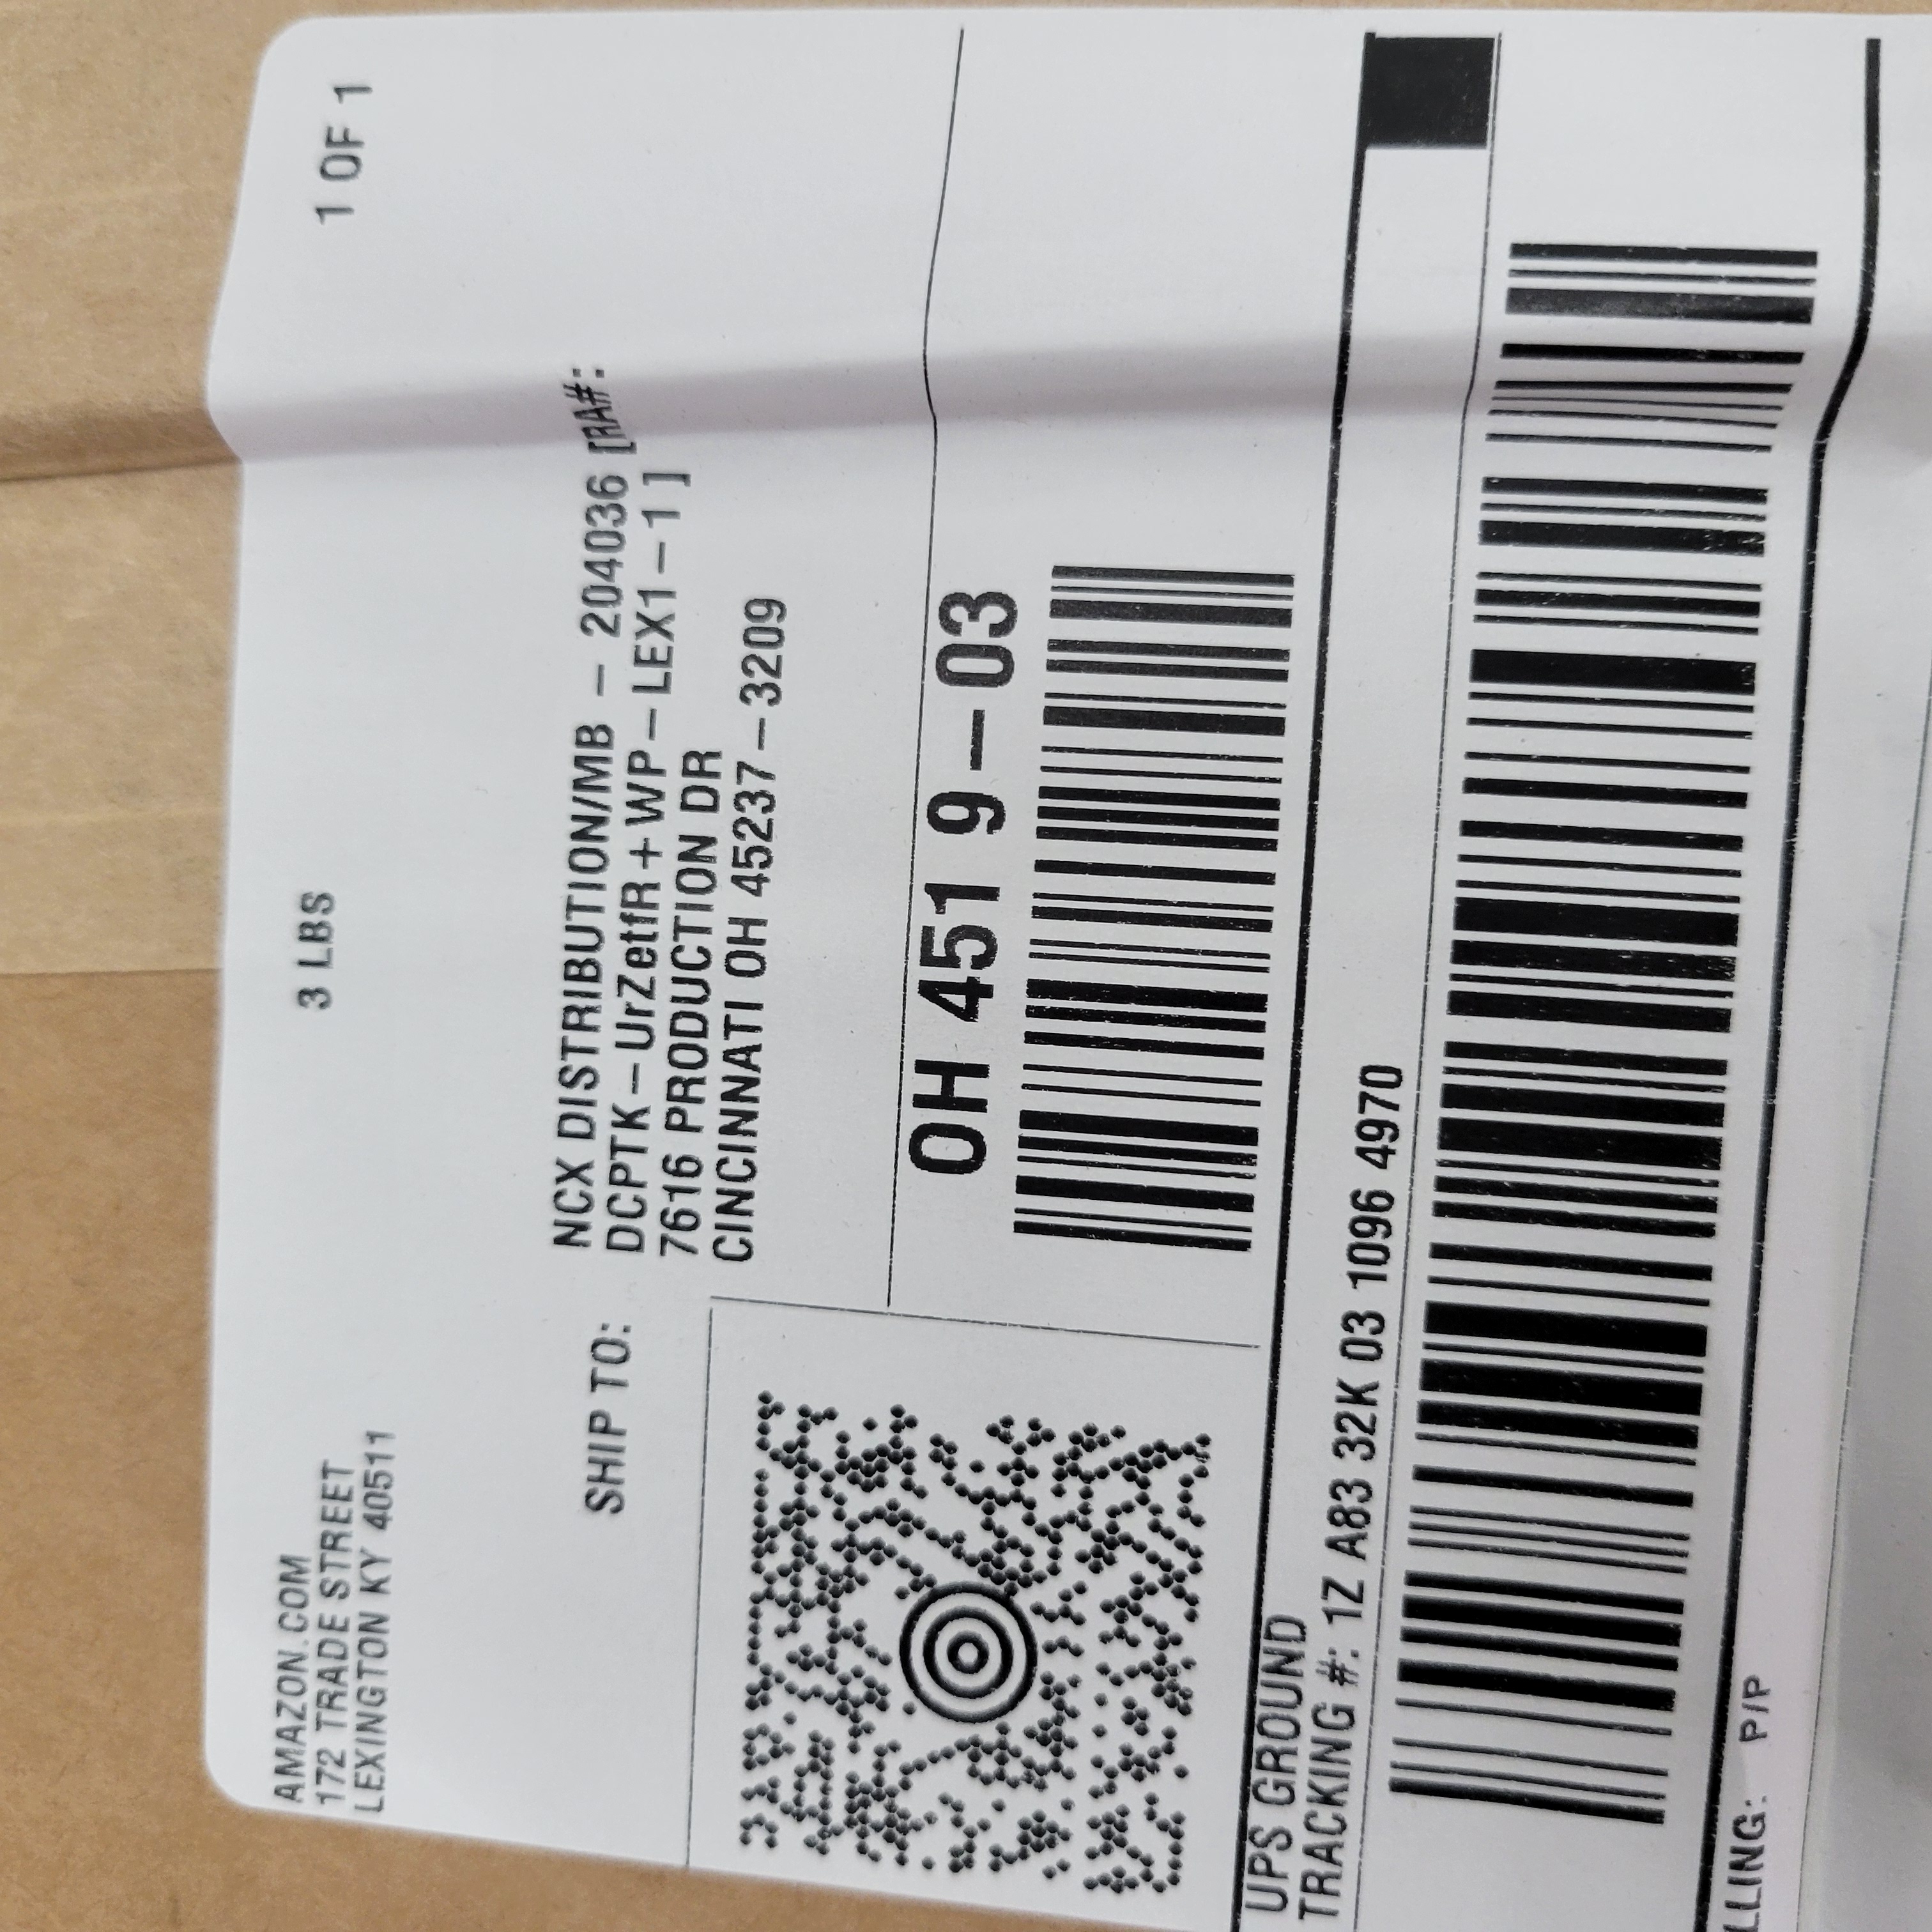 AMAZON.COM
172 TRADE STREET
LEXINGTON KY 40511
3 LBS
1 OF 1
SHIP TO:
NCX DISTRIBUTION/MB - 204036 [RA#:
DCPTK-UrZetfR+WP-LEX1-1]
7616 PRODUCTION DR
CINCINNATI OH 45237-3209
OH 451 9-03
UPS GROUND
TRACKING #: 1Z A83 32K 03 1096 4970
LLING: P/P